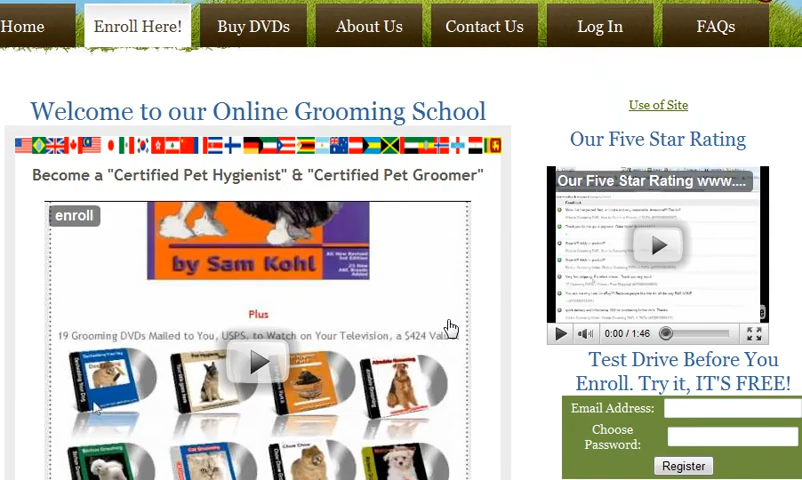 Home
Enroll Here!
Buy DVDs
About Us
Contact Us
Log In
FAQs
Welcome to our Online Grooming School
Become a "Certified Pet Hygienist" & "Certified Pet Groomer"
enroll
by Sam Kohl
Plus
19 Grooming DVDs Mailed to You, USPS, to Watch on Your Television, a $424 Value
Use of Site
Our Five Star Rating
Our Five Star Rating www....
0:00 / 1:46
Test Drive Before You
Enroll. Try it, IT'S FREE!
Email Address:
Choose
Password:
Register